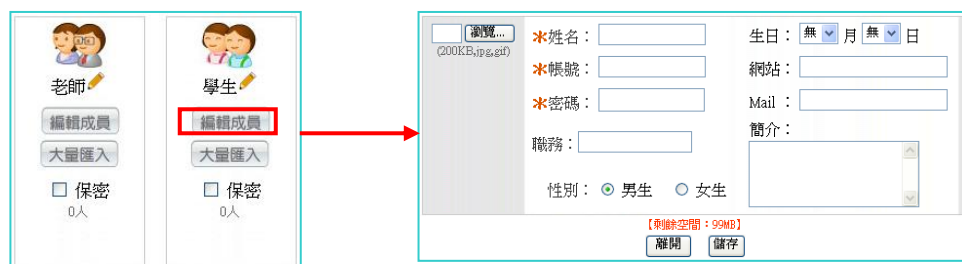 老師
編輯成員
大量匯入
保密
0人
學生
編輯成員
大量匯入
保密
0人
瀏覽...
(200KB,jpg,gif)
*姓名：
*帳號：
*密碼：
職務：
性別： 男生 女生
生日： 無 月 無 日
網站：
Mail ：
簡介：
【剩餘空間：99MB】
離開 儲存